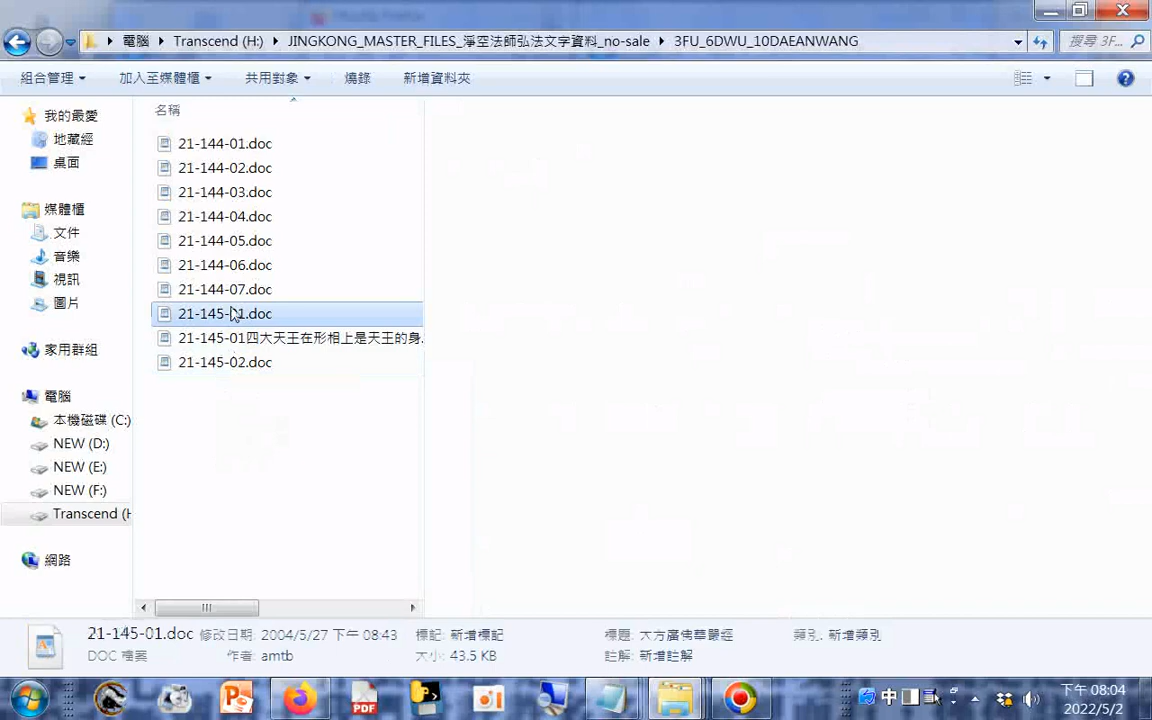 電腦 ▸ Transcend (H:) ▸ JINGKONG_MASTER_FILES_淨空法師弘法文字資料_no-sale ▸ 3FU_6DWU_10DAEANWANG
搜尋 3F...
組合管理 加入至媒體櫃 共用對象 燒錄 新增資料夾
我的最愛
地藏經
桌面
媒體櫃
文件
音樂
視訊
圖片
家用群組
電腦
本機磁碟 (C:)
NEW (D:)
NEW (E:)
NEW (F:)
Transcend (H
網路
名稱
21-144-01.doc
21-144-02.doc
21-144-03.doc
21-144-04.doc
21-144-05.doc
21-144-06.doc
21-144-07.doc
21-145-01.doc
21-145-01四大天王在形相上是天王的身.
21-145-02.doc
21-145-01.doc 修改日期: 2004/5/27 下午 08:43 標記: 新增標記 標題: 大方廣佛華嚴經 類別: 新增類別
DOC 檔案 作者: amtb 大小: 43.5 KB 註解: 新增註解
PDF
中
下午 08:04
2022/5/2